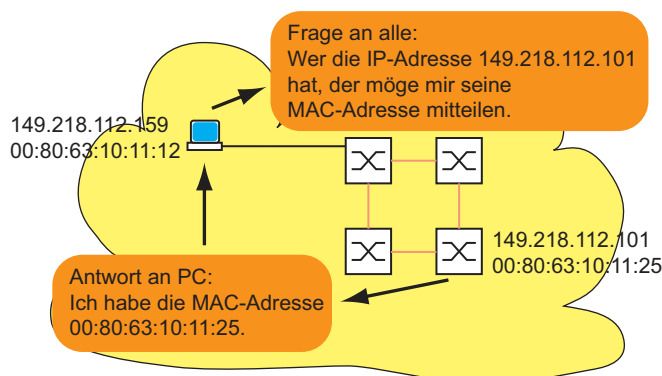 Frage an alle:
Wer die IP-Adresse 149.218.112.101
hat, der möge mir seine
MAC-Adresse mitteilen.
149.218.112.159
00:80:63:10:11:12
149.218.112.101
00:80:63:10:11:25
Antwort an PC:
Ich habe die MAC-Adresse
00:80:63:10:11:25.